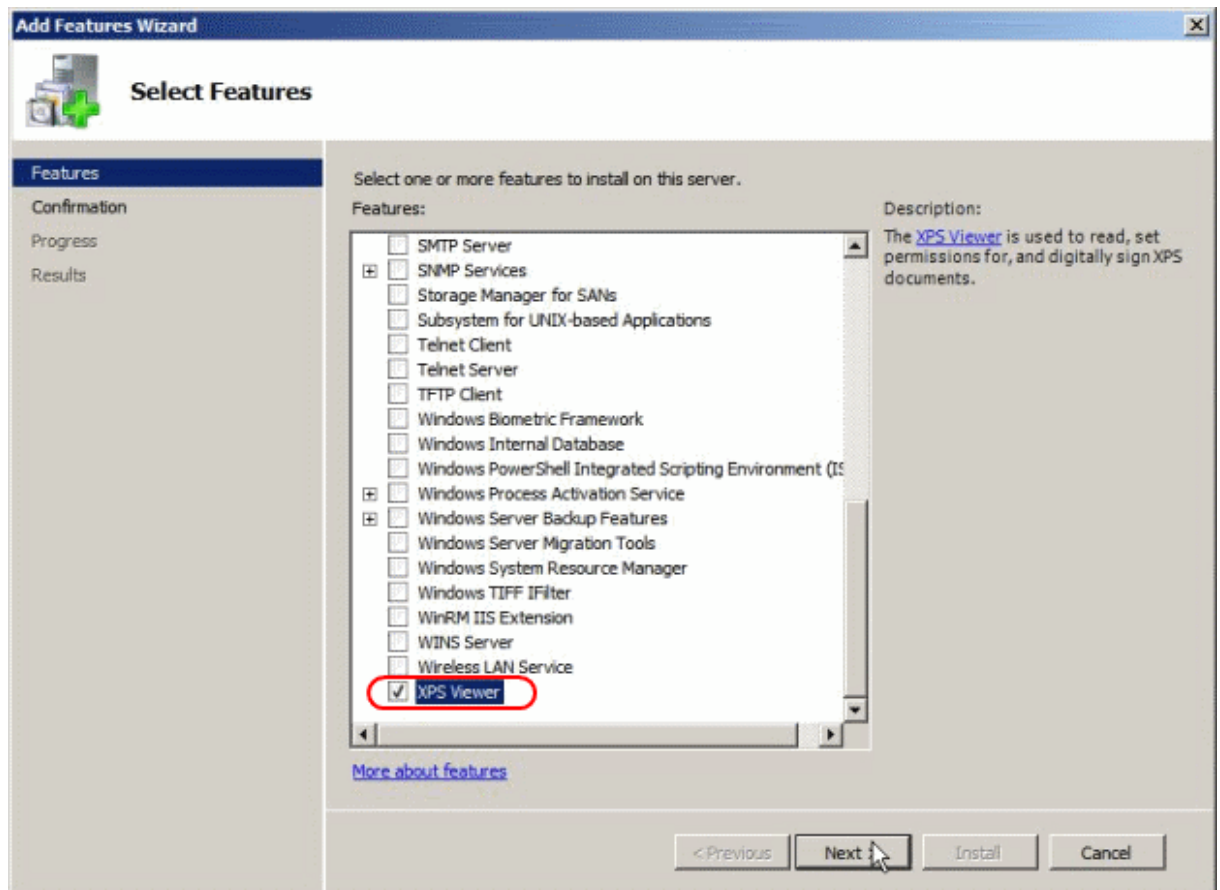 Add Features Wizard
Select Features
Features
Confirmation
Progress
Results
Select one or more features to install on this server.
Features:
SMTP Server
SNMP Services
Storage Manager for SANs
Subsystem for UNIX-based Applications
Telnet Client
Telnet Server
TFTP Client
Windows Biometric Framework
Windows Internal Database
Windows PowerShell Integrated Scripting Environment (IS
Windows Process Activation Service
Windows Server Backup Features
Windows Server Migration Tools
Windows System Resource Manager
Windows TIFF IFilter
WinRM IIS Extension
WINS Server
Wireless LAN Service
XPS Viewer
More about features
Description:
The XPS Viewer is used to read, set
permissions for, and digitally sign XPS
documents.
< Previous
Next >
Install
Cancel